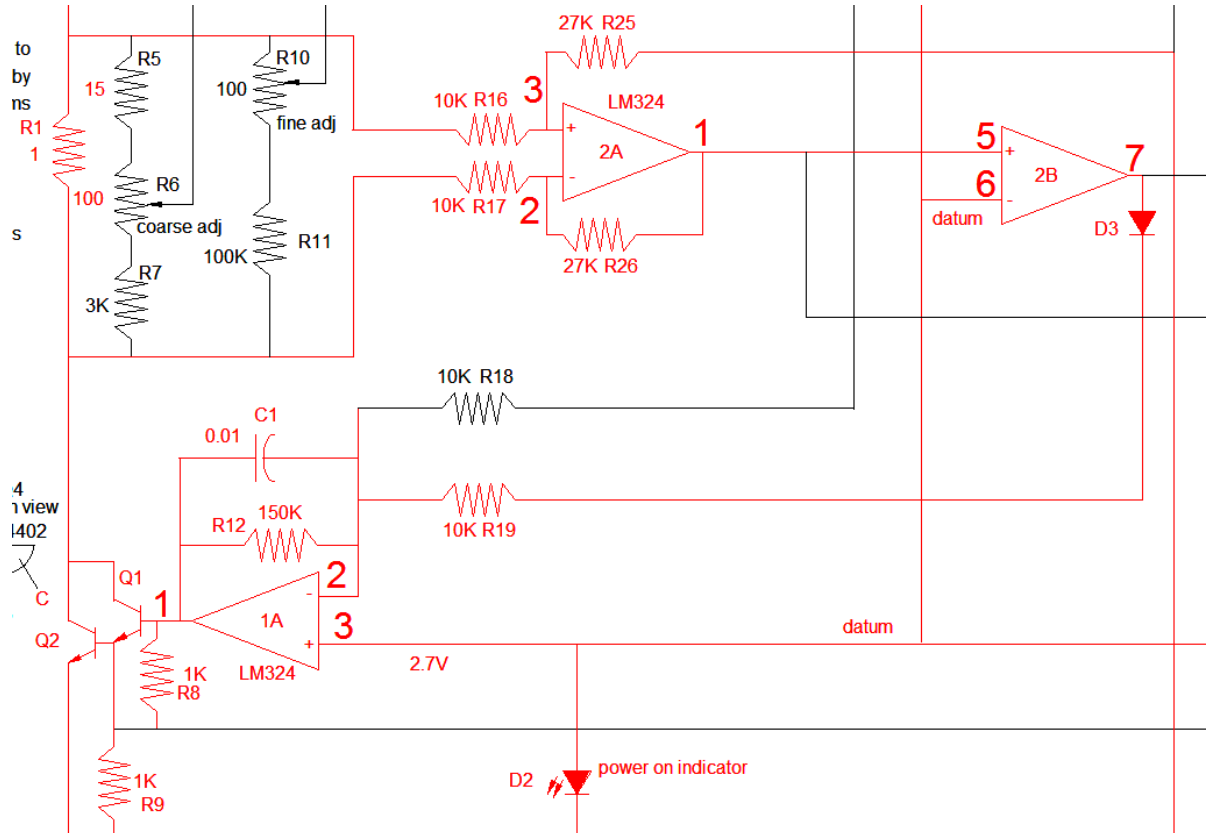 to
by
ms
R5
15
R10
100
fine adj
R1
1
R6
100
coarse adj
s
R7
3K
R11
100K
27K R25
3
LM324
10K R16
+
2A
1
-
10K R17
2
27K R26
5
+
2B
7
6
-
datum
D3
10K R18
C1
0.01
10K R19
150K
R12
view
4402
C
Q1
1
2
-
1A
3
+
LM324
datum
2.7V
Q2
1K
R8
1K
R9
D2
power on indicator